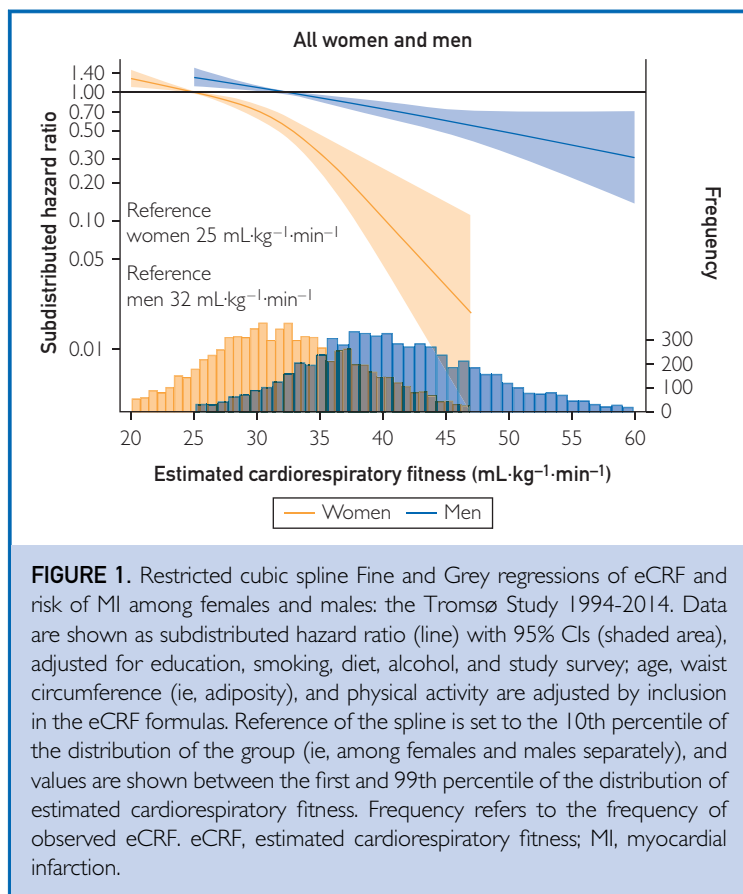 All women and men
1.40
1.00
0.70
0.50
0.30
0.20
0.10
0.05
0.01
Subdistributed hazard ratio
Reference
women 25 mL·kg⁻¹·min⁻¹
Reference
men 32 mL·kg⁻¹·min⁻¹
Frequency
300
200
100
0
20 25 30 35 40 45 50 55 60
Estimated cardiorespiratory fitness (mL·kg⁻¹·min⁻¹)
Women Men
FIGURE 1. Restricted cubic spline Fine and Grey regressions of eCRF and
risk of MI among females and males: the Tromsø Study 1994-2014. Data
are shown as subdistributed hazard ratio (line) with 95% CIs (shaded area),
adjusted for education, smoking, diet, alcohol, and study survey; age, waist
circumference (ie, adiposity), and physical activity are adjusted by inclusion
in the eCRF formulas. Reference of the spline is set to the 10th percentile of
the distribution of the group (ie, among females and males separately), and
values are shown between the first and 99th percentile of the distribution of
estimated cardiorespiratory fitness. Frequency refers to the frequency of
observed eCRF. eCRF, estimated cardiorespiratory fitness; MI, myocardial
infarction.